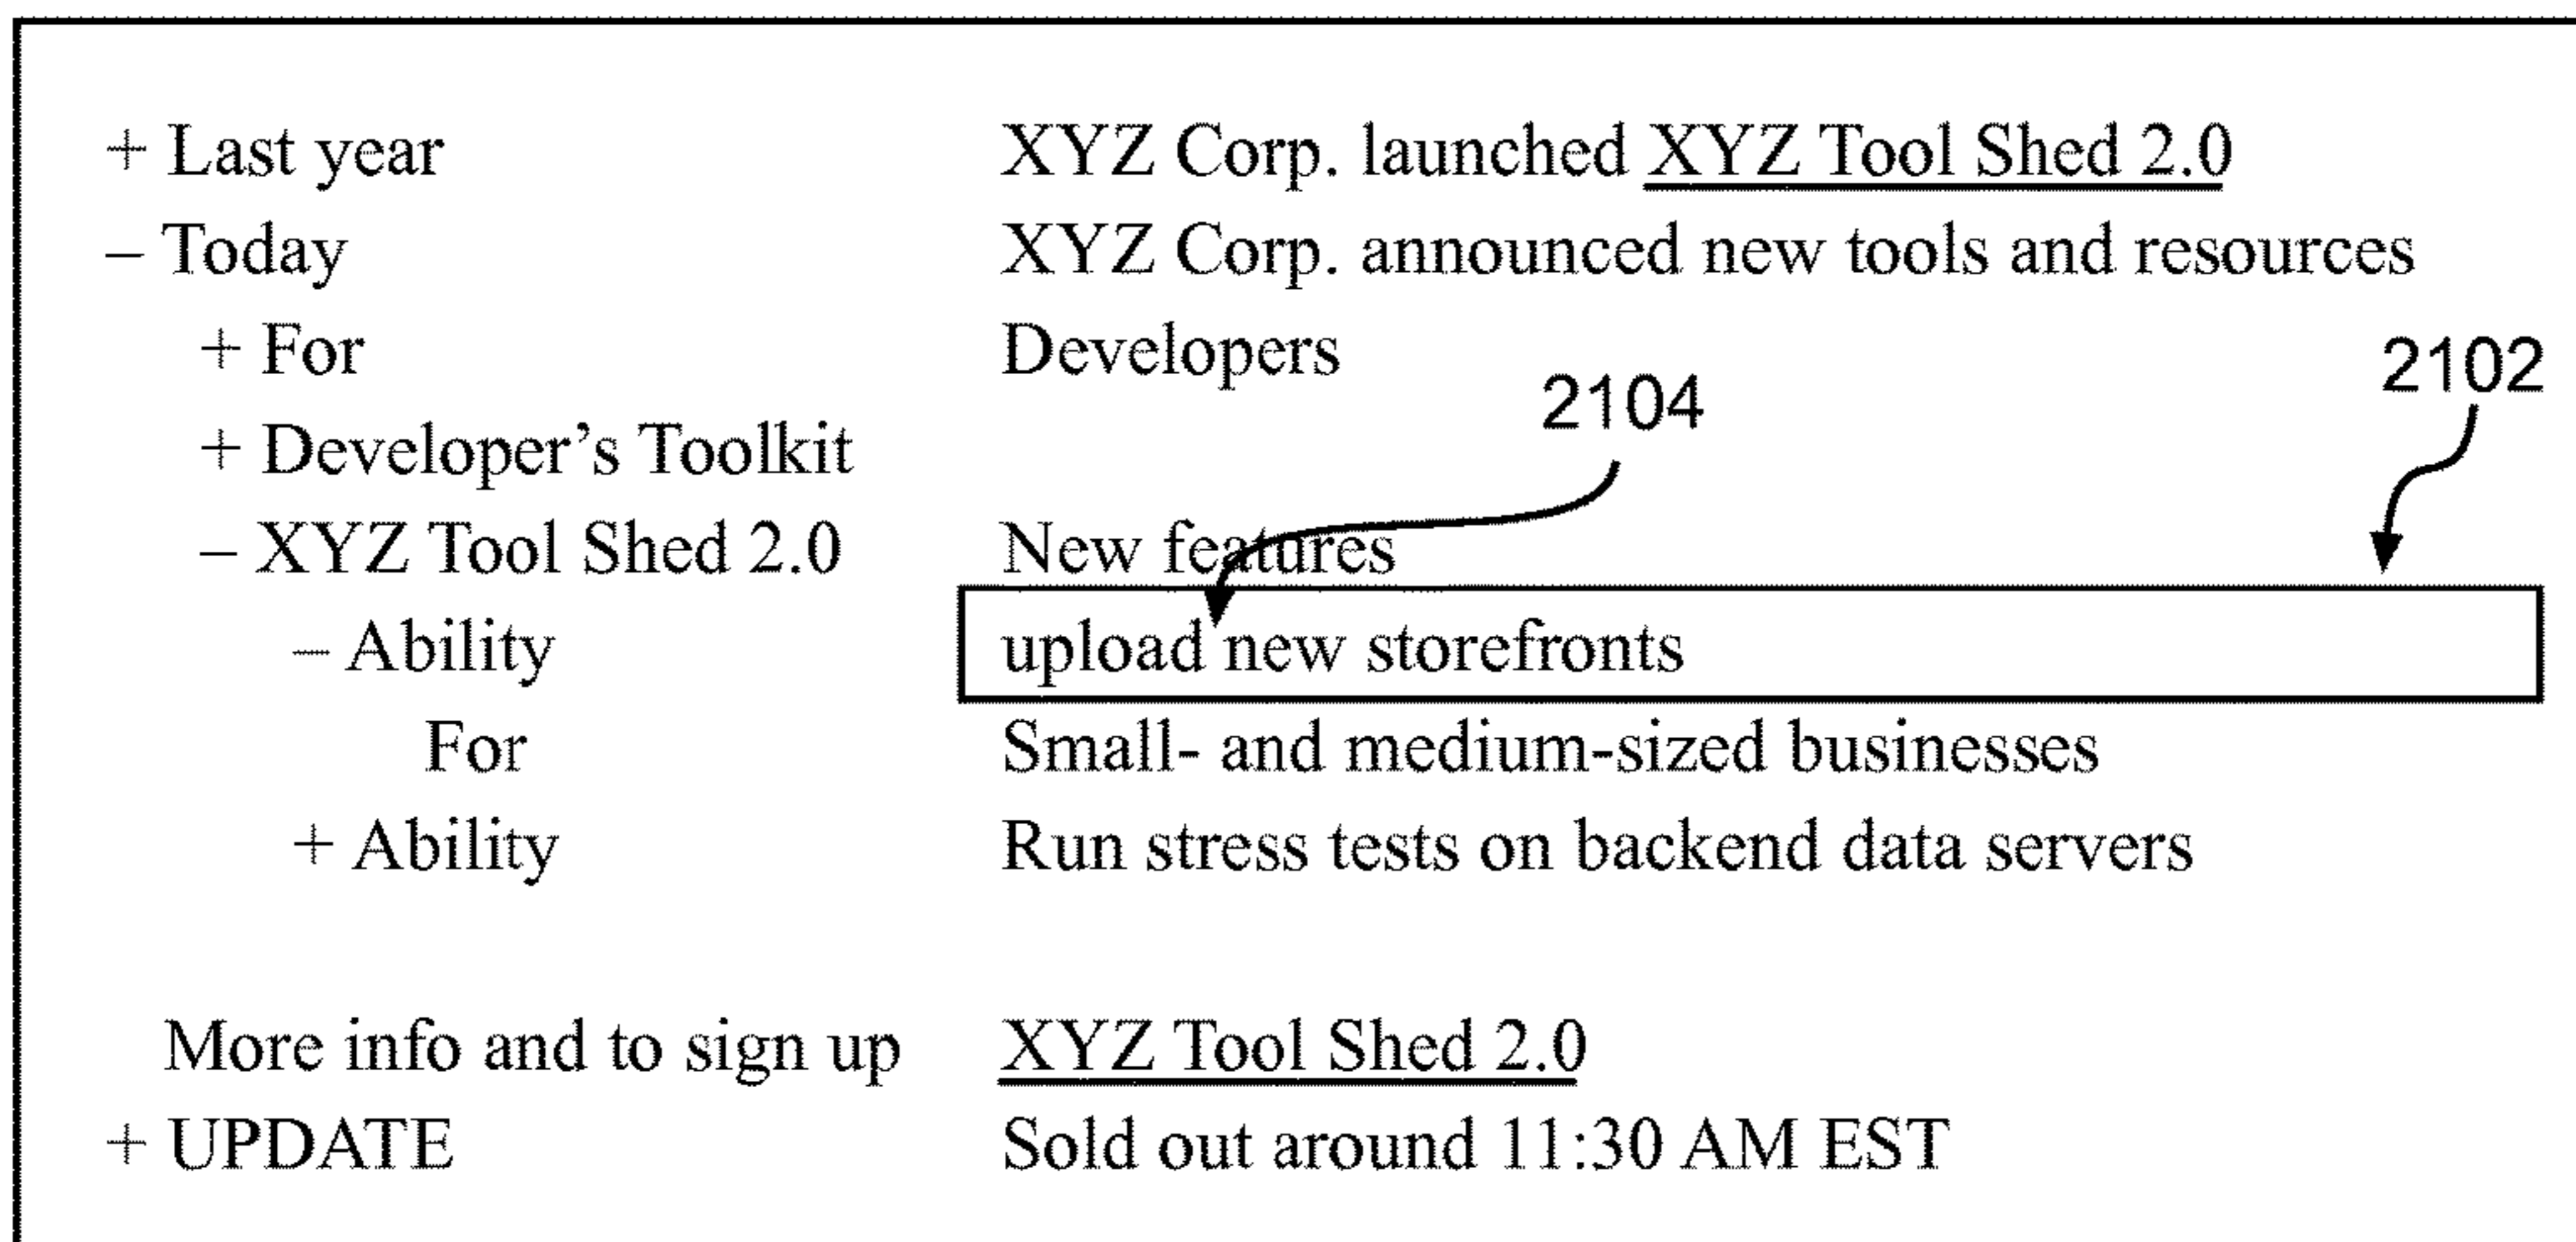 + Last year XYZ Corp. launched XYZ Tool Shed 2.0
– Today XYZ Corp. announced new tools and resources
+ For Developers
2102
2104
+ Developer's Toolkit
– XYZ Tool Shed 2.0 New features
– Ability upload new storefronts
For Small- and medium-sized businesses
+ Ability Run stress tests on backend data servers
More info and to sign up XYZ Tool Shed 2.0
+ UPDATE Sold out around 11:30 AM EST